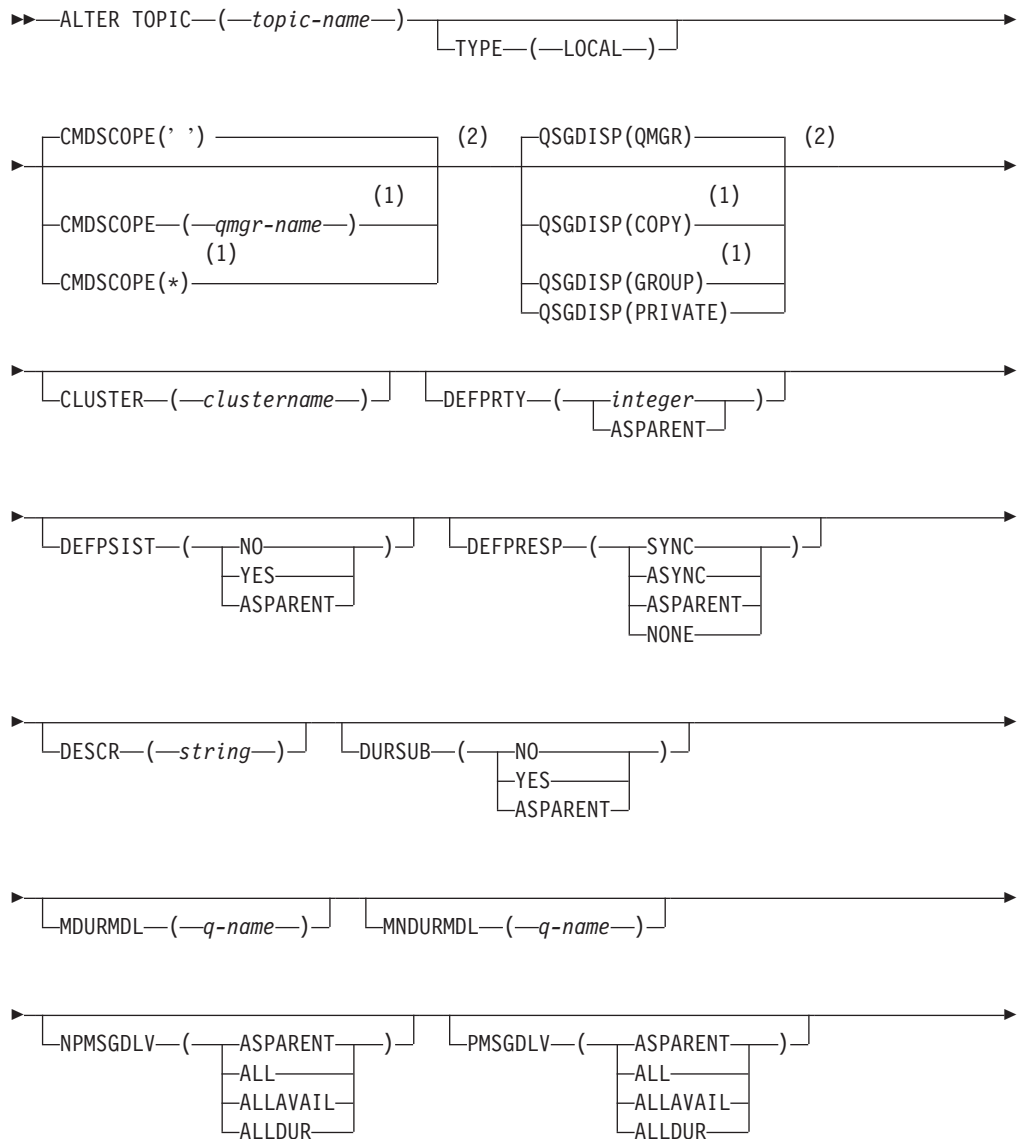 ALTER TOPIC ( topic-name )
TYPE ( LOCAL )
CMDSCOPE(’ ’) (2) QSGDISP(QMGR) (2)
(1) (1)
CMDSCOPE ( qmgr-name ) QSGDISP(COPY)
(1) (1)
CMDSCOPE(*) QSGDISP(GROUP)
QSGDISP(PRIVATE)
CLUSTER ( clustername ) DEFPRTY ( integer )
ASPARENT
DEFPSIST ( NO ) DEFPRESP ( SYNC )
YES ASYNC
ASPARENT ASPARENT
NONE
DESCR ( string ) DURSUB ( NO )
YES
ASPARENT
MDURMDL ( q-name ) MNDURMDL ( q-name )
NPMSGDLV ( ASPARENT ) PMSGDLV ( ASPARENT )
ALL ALL
ALLAVAIL ALLAVAIL
ALLDUR ALLDUR